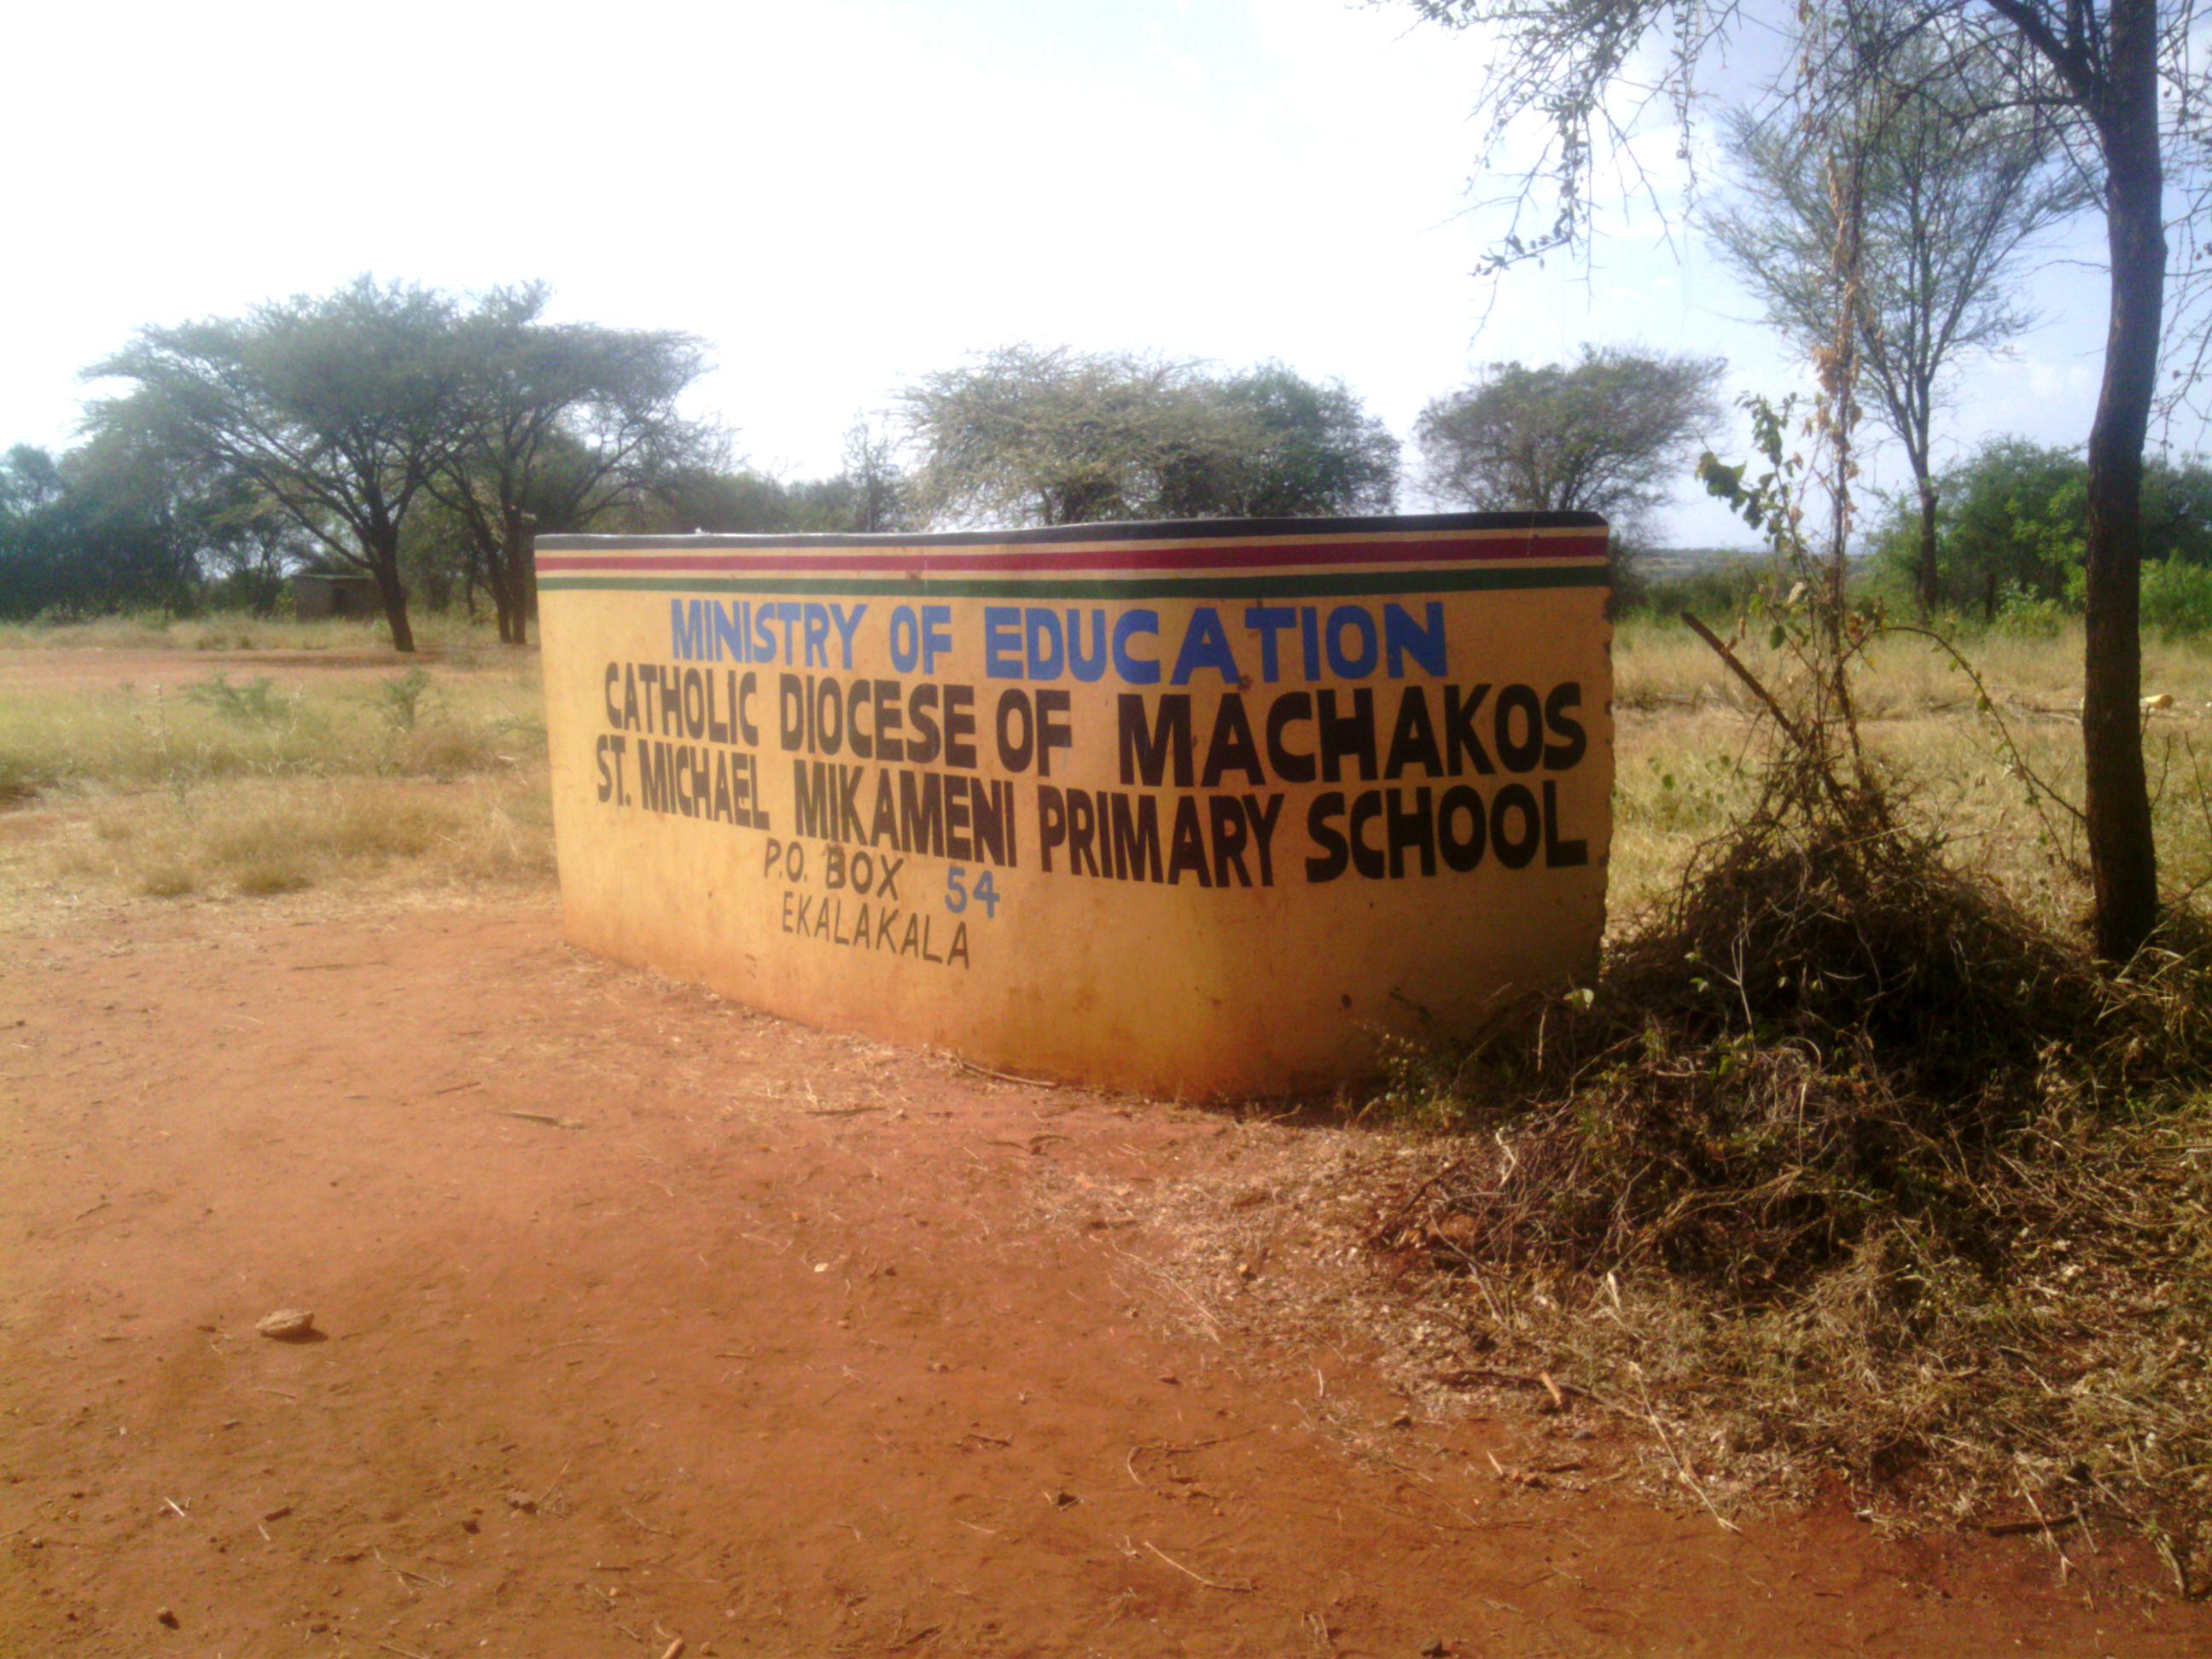 MINISTRY OF EDUCATION
CATHOLIC DIOCESE OF MACHAKOS
ST. MICHAEL MIKAMENI PRIMARY SCHOOL
P.O. BOX 54
EKALAKALA